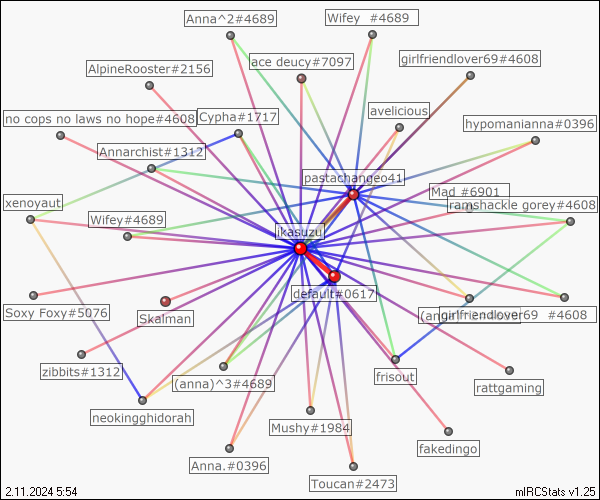 Anna^2#4689
Wifey  #4689
ace deucy#7097
girlfriendlover69#4608
AlpineRooster#2156
avelicious
no cops no laws no hope#4608
Cypha#1717
hypomanianna#0396
Annarchist#1312
pastachangeo41
Mad #6901
xenoyaut
ramshackle gorey#4608
Wifey#4689
ikasuzu
default#0617
Soxy Foxy#5076
Skalman
girlfriendlover69  #4608
zibbits#1312
(anna)^3#4689
frisout
rattgaming
neokingghidorah
Mushy#1984
fakedingo
Anna.#0396
Toucan#2473
2.11.2024 5:54
mIRCStats v1.25